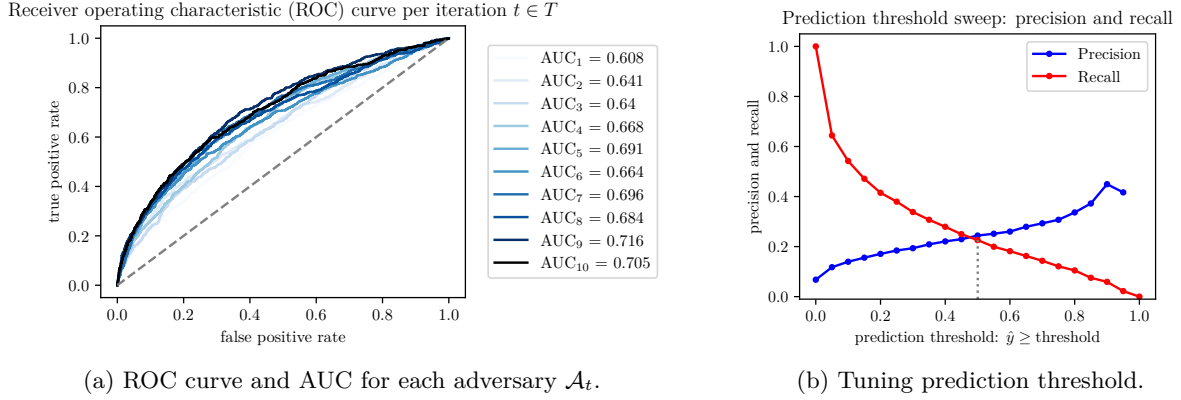 Receiver operating characteristic (ROC) curve per iteration t ∈ T
1.0
0.8
0.6
0.4
0.2
0.0
true positive rate
0.0 0.2 0.4 0.6 0.8 1.0
false positive rate
AUC₁ = 0.608
AUC₂ = 0.641
AUC₃ = 0.64
AUC₄ = 0.668
AUC₅ = 0.691
AUC₆ = 0.664
AUC₇ = 0.696
AUC₈ = 0.684
AUC₉ = 0.716
AUC₁₀ = 0.705
(a) ROC curve and AUC for each adversary 𝒜ₜ.
Prediction threshold sweep: precision and recall
1.0
0.8
0.6
0.4
0.2
0.0
precision and recall
Precision
Recall
0.0 0.2 0.4 0.6 0.8 1.0
prediction threshold: ŷ ≥ threshold
(b) Tuning prediction threshold.